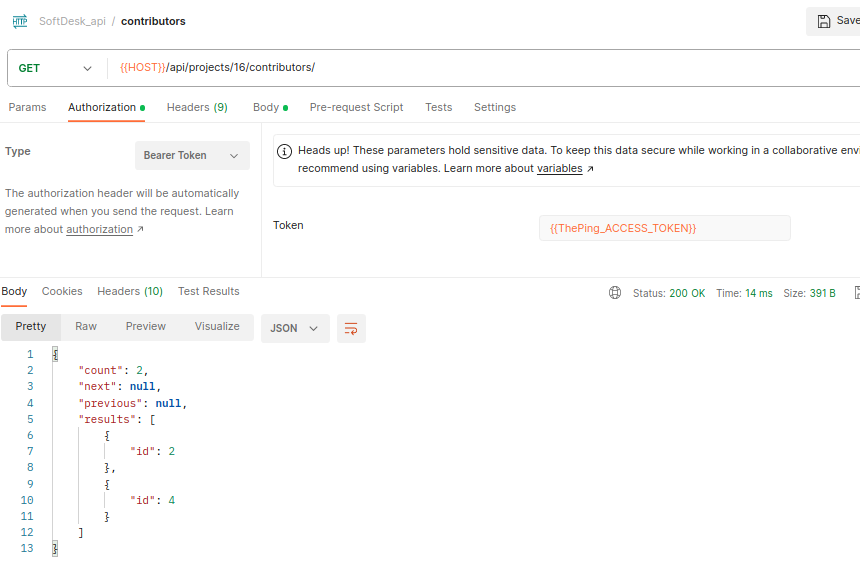 HTTP SoftDesk_api / contributors Save
GET {{HOST}}/api/projects/16/contributors/
Params Authorization Headers (9) Body Pre-request Script Tests Settings
Type Bearer Token
The authorization header will be automatically
generated when you send the request. Learn
more about authorization ↗
Heads up! These parameters hold sensitive data. To keep this data secure while working in a collaborative
recommend using variables. Learn more about variables ↗
Token {{ThePing_ACCESS_TOKEN}}
Body Cookies Headers (10) Test Results Status: 200 OK Time: 14 ms Size: 391 B
Pretty Raw Preview Visualize JSON
1 {
2 "count": 2,
3 "next": null,
4 "previous": null,
5 "results": [
6 {
7 "id": 2
8 },
9 {
10 "id": 4
11 }
12 ]
13 }